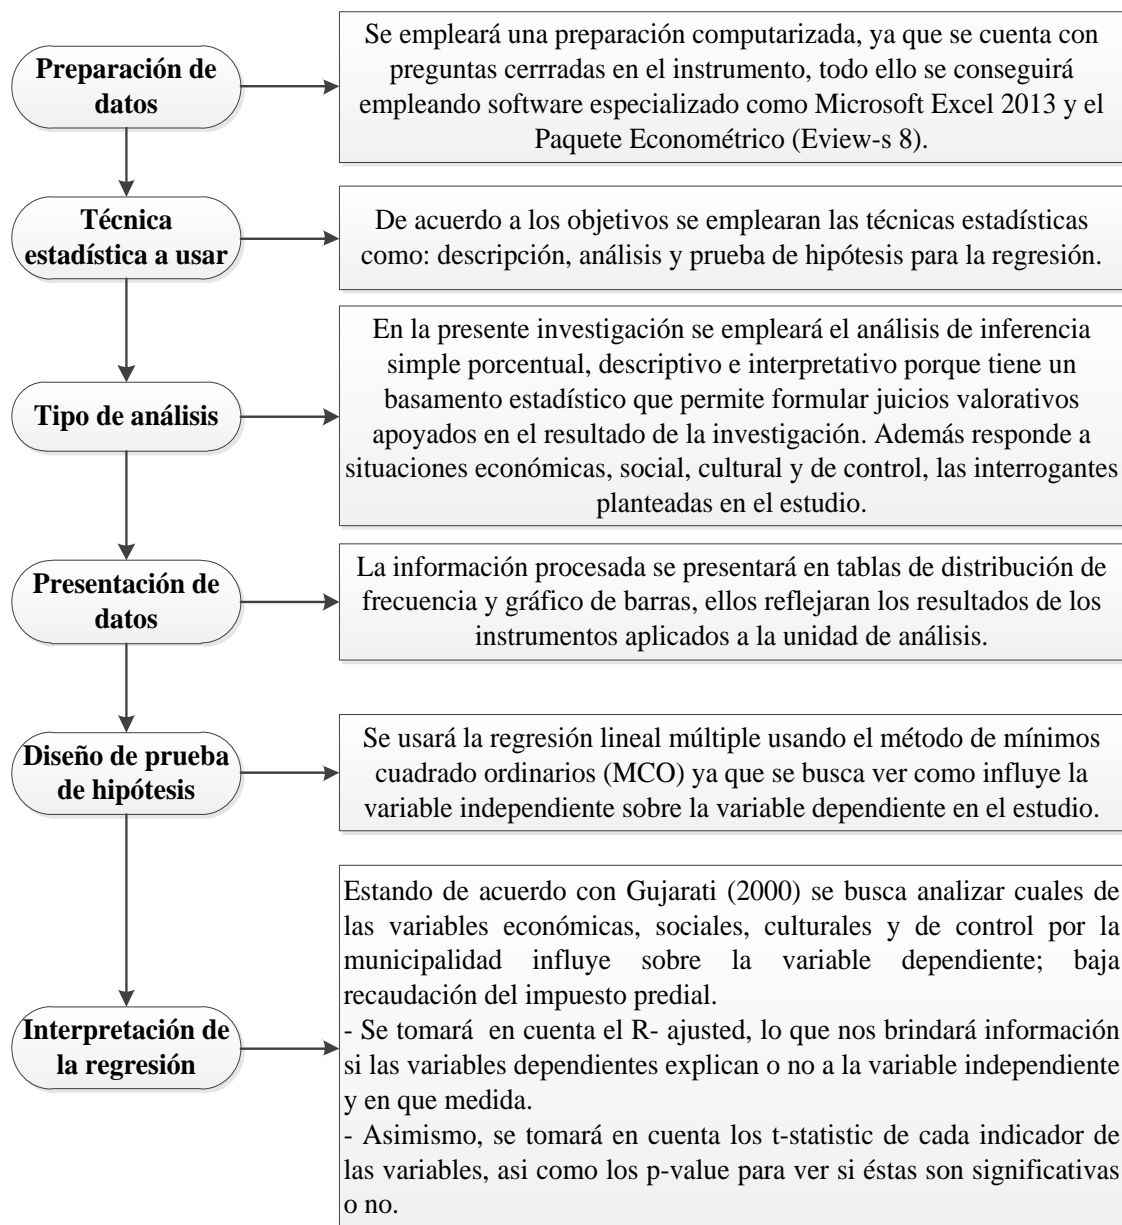 Preparación de
datos
Se empleará una preparación computarizada, ya que se cuenta con
preguntas cerrradas en el instrumento, todo ello se conseguirá
empleando software especializado como Microsoft Excel 2013 y el
Paquete Econométrico (Eview-s 8).
Técnica
estadística a usar
De acuerdo a los objetivos se emplearan las técnicas estadísticas
como: descripción, análisis y prueba de hipótesis para la regresión.
Tipo de análisis
En la presente investigación se empleará el análisis de inferencia
simple porcentual, descriptivo e interpretativo porque tiene un
basamento estadístico que permite formular juicios valorativos
apoyados en el resultado de la investigación. Además responde a
situaciones económicas, social, cultural y de control, las interrogantes
planteadas en el estudio.
Presentación de
datos
La información procesada se presentará en tablas de distribución de
frecuencia y gráfico de barras, ellos reflejaran los resultados de los
instrumentos aplicados a la unidad de análisis.
Diseño de prueba
de hipótesis
Se usará la regresión lineal múltiple usando el método de mínimos
cuadrado ordinarios (MCO) ya que se busca ver como influye la
variable independiente sobre la variable dependiente en el estudio.
Interpretación de
la regresión
Estando de acuerdo con Gujarati (2000) se busca analizar cuales de
las variables económicas, sociales, culturales y de control por la
municipalidad influye sobre la variable dependiente; baja
recaudación del impuesto predial.
- Se tomará en cuenta el R- ajusted, lo que nos brindará información
si las variables dependientes explican o no a la variable independiente
y en que medida.
- Asimismo, se tomará en cuenta los t-statistic de cada indicador de
las variables, asi como los p-value para ver si éstas son significativas
o no.